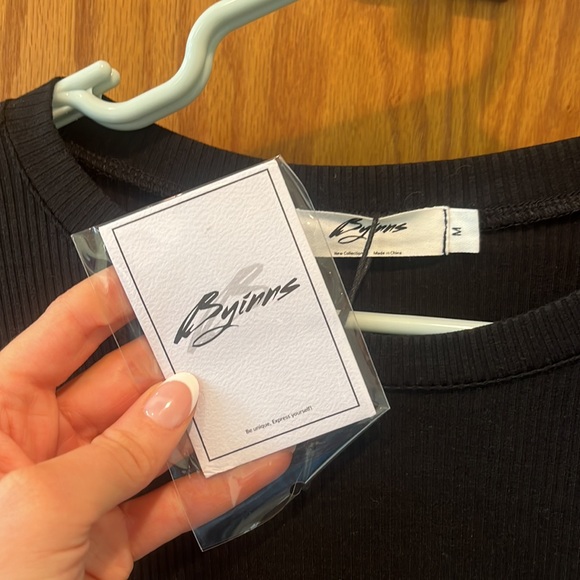 Byinns
Be unique, Express yourself!
Byinns
New Collection
Made in China
M